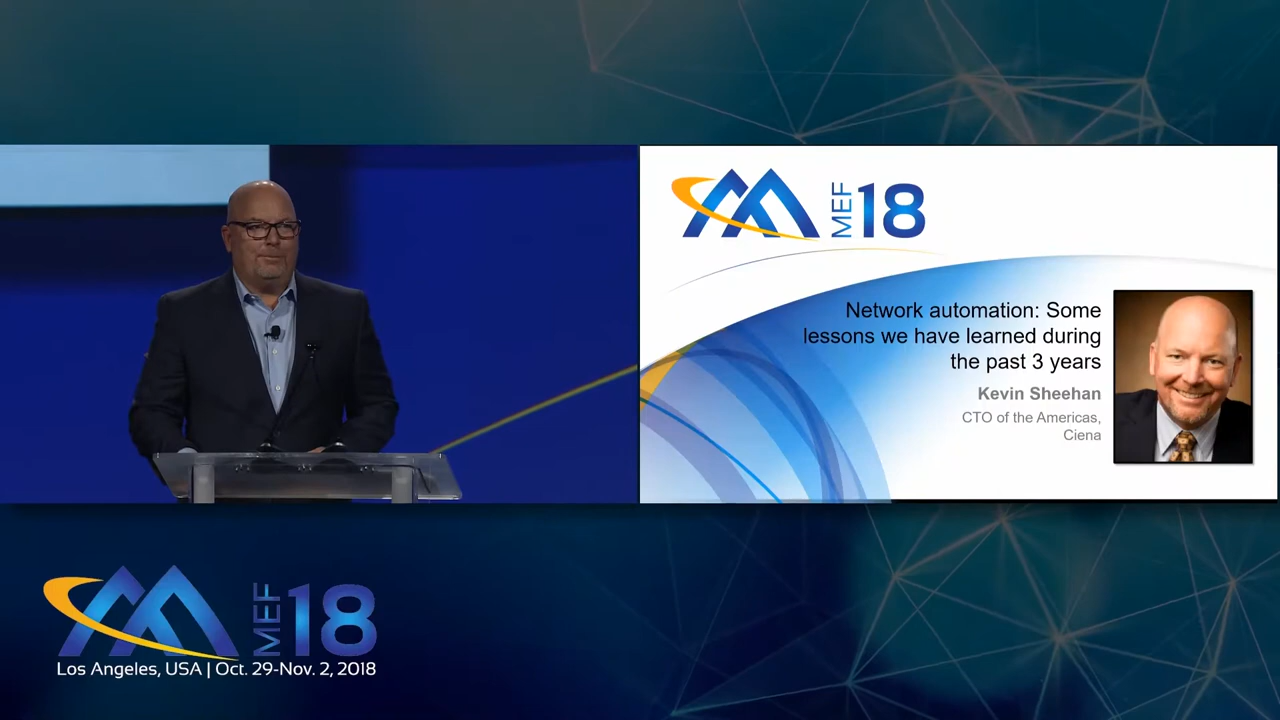 MEF 18
Network automation: Some
lessons we have learned during
the past 3 years
Kevin Sheehan
CTO of the Americas,
Ciena
MEF 18
Los Angeles, USA | Oct. 29-Nov. 2, 2018